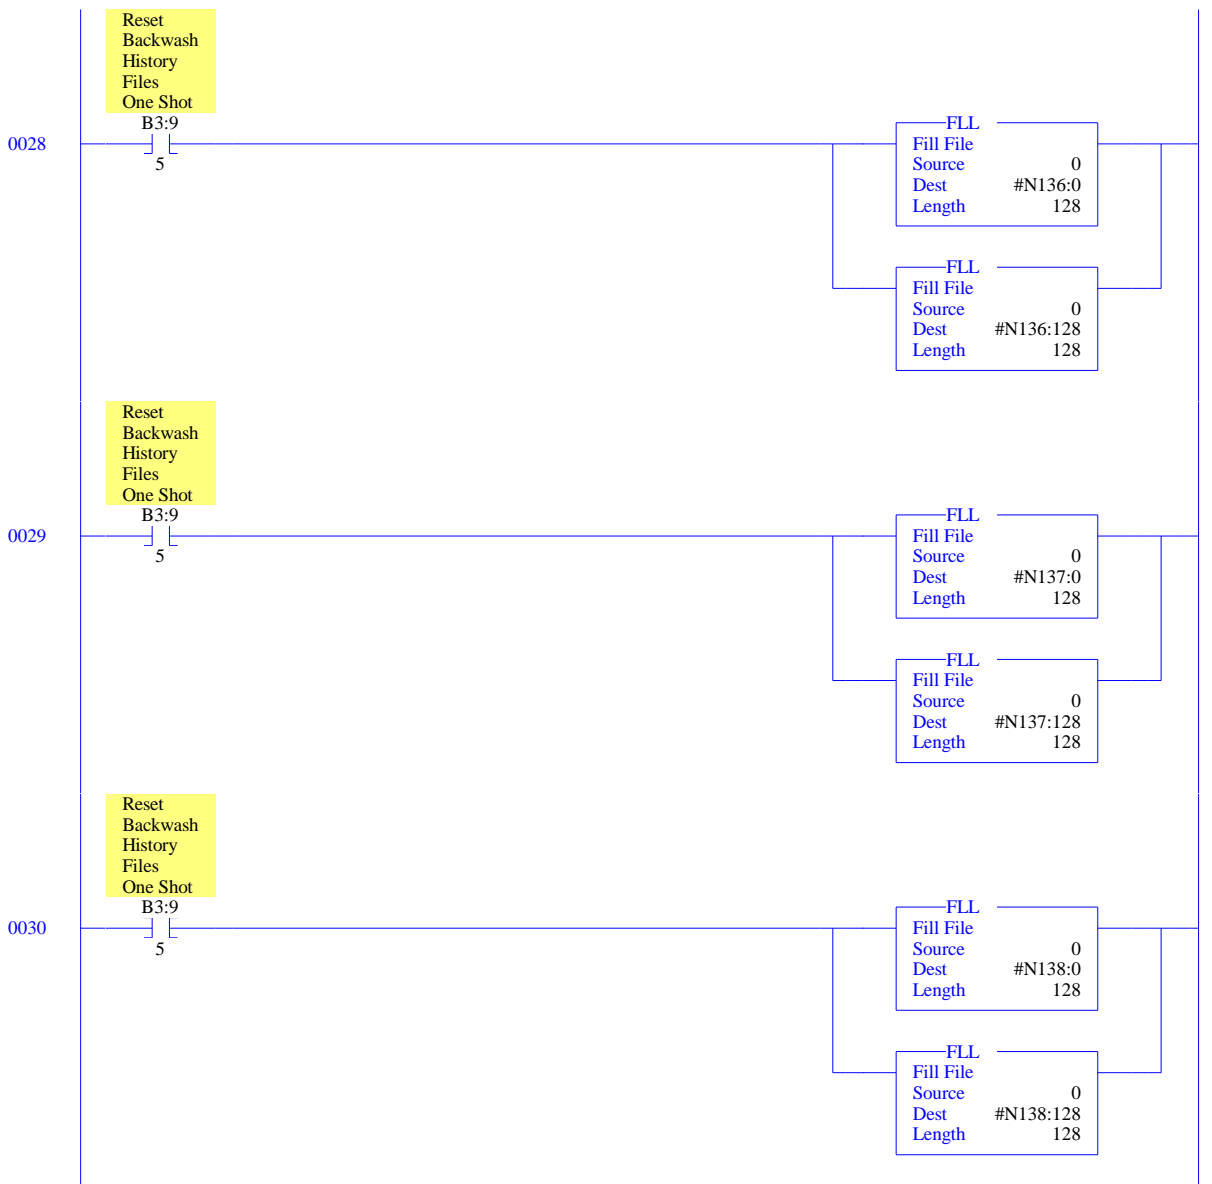 Reset
Backwash
History
Files
One Shot
B3:9
0028
5
FLL
Fill File
Source 0
Dest #N136:0
Length 128
FLL
Fill File
Source 0
Dest #N136:128
Length 128
Reset
Backwash
History
Files
One Shot
B3:9
0029
5
FLL
Fill File
Source 0
Dest #N137:0
Length 128
FLL
Fill File
Source 0
Dest #N137:128
Length 128
Reset
Backwash
History
Files
One Shot
B3:9
0030
5
FLL
Fill File
Source 0
Dest #N138:0
Length 128
FLL
Fill File
Source 0
Dest #N138:128
Length 128